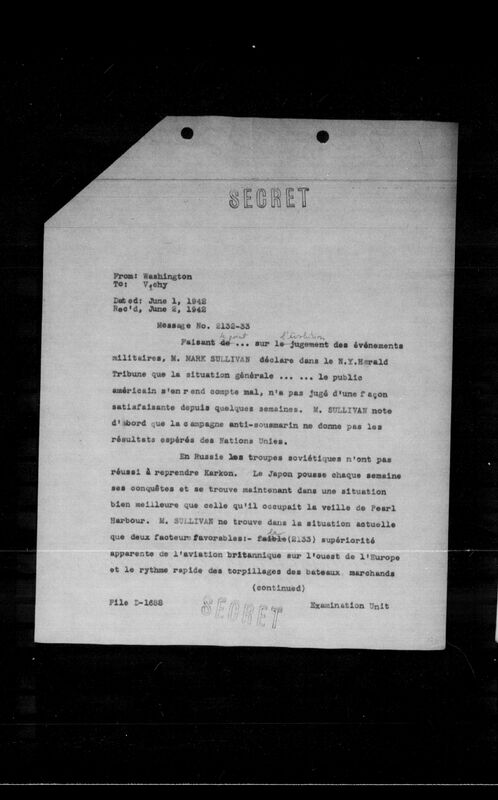 SECRET
From: Washington
To: Vichy
Dated: June 1, 1942
Rec'd, June 2, 1942
Message No. 2132-33
le point l'évolution
Faisant de ... sur le jugement des événements
militaires, M. MARK SULLIVAN déclare dans le N.Y.Herald
Tribune que la situation générale ... ... le public
américain s'en rend compte mal, n'a pas jugé d'une façon
satisfaisante depuis quelques semaines. M. SULLIVAN note
d'abord que la campagne anti-sousmarin ne donne pas les
résultats espérés des Nations Unies.
En Russie les troupes soviétiques n'ont pas
réussi à reprendre Karkon. Le Japon pousse chaque semaine
ses conquêtes et se trouve maintenant dans une situation
bien meilleure que celle qu'il occupait la veille de Pearl
Harbour. M. SULLIVAN ne trouve dans la situation actuelle
que deux facteurs favorables:- faible (2133) supériorité
apparente de l'aviation britannique sur l'ouest de l'Europe
et le rythme rapide des torpillages des bateaux marchands
(continued)
File D-1688
SECRET
Examination Unit